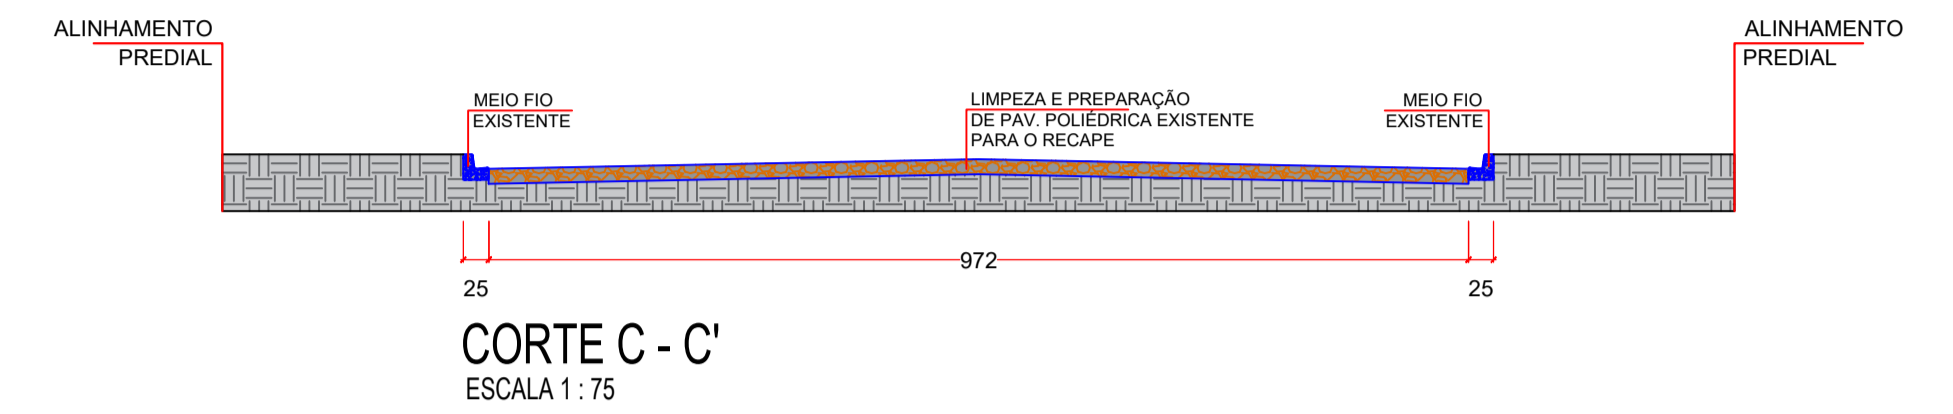 ALINHAMENTO
PREDIAL
ALINHAMENTO
PREDIAL
MEIO FIO
EXISTENTE
LIMPEZA E PREPARAÇÃO
DE PAV. POLIÉDRICA EXISTENTE
PARA O RECAPE
MEIO FIO
EXISTENTE
972
25
25
CORTE C - C'
ESCALA 1 : 75